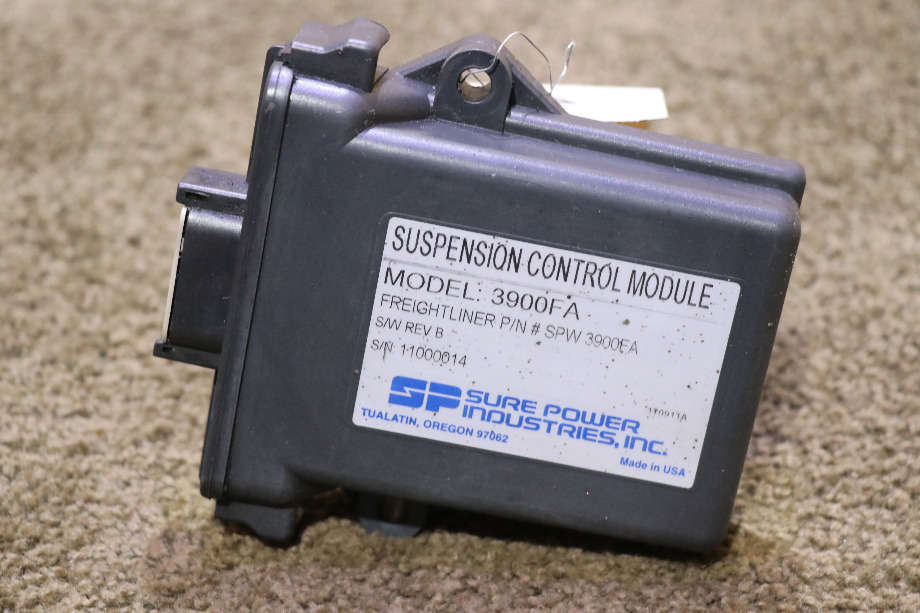 SUSPENSION CONTROL MODULE
MODEL: 3900FA
FREIGHTLINER P/N # SPW 3900FA
S/W REV B
S/N: 11000014
SP SURE POWER
INDUSTRIES, INC.
TUALATIN, OREGON 97062
Made in USA